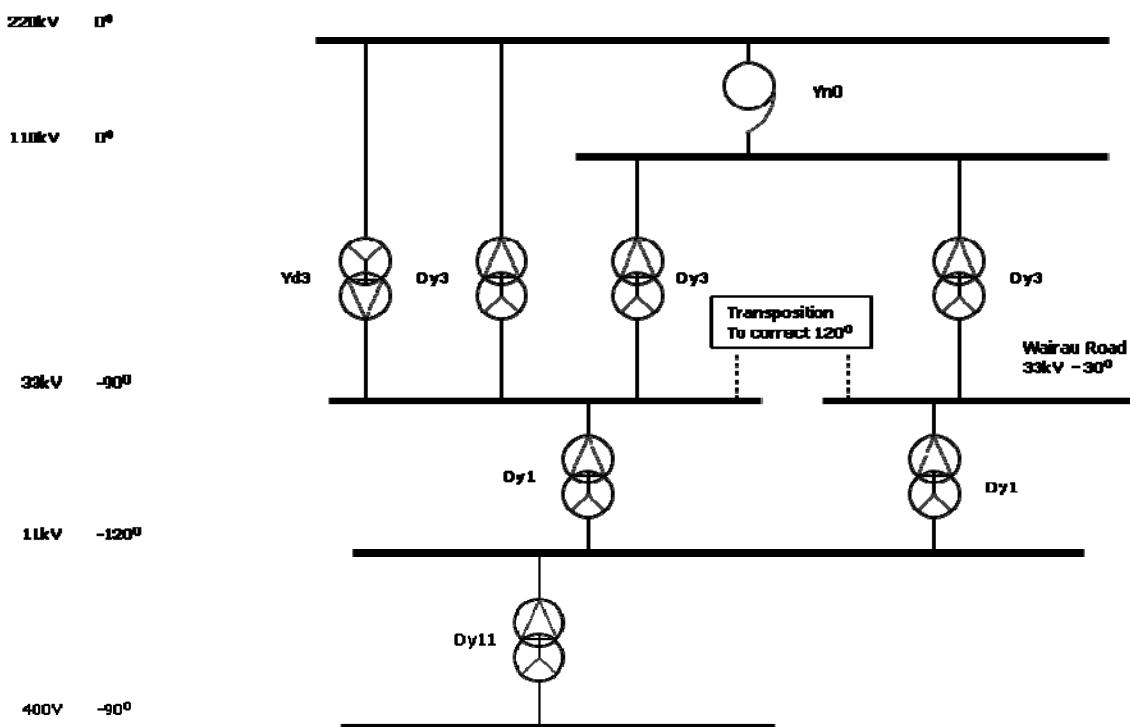 220kV 0⁰
Yn0
110kV 0⁰
Yd3
Dy3
Dy3
Dy3
Transposition
To correct 120⁰
Wairau Road
33kV -30⁰
33kV -90⁰
Dy1
Dy1
11kV -120⁰
Dy11
400V -90⁰